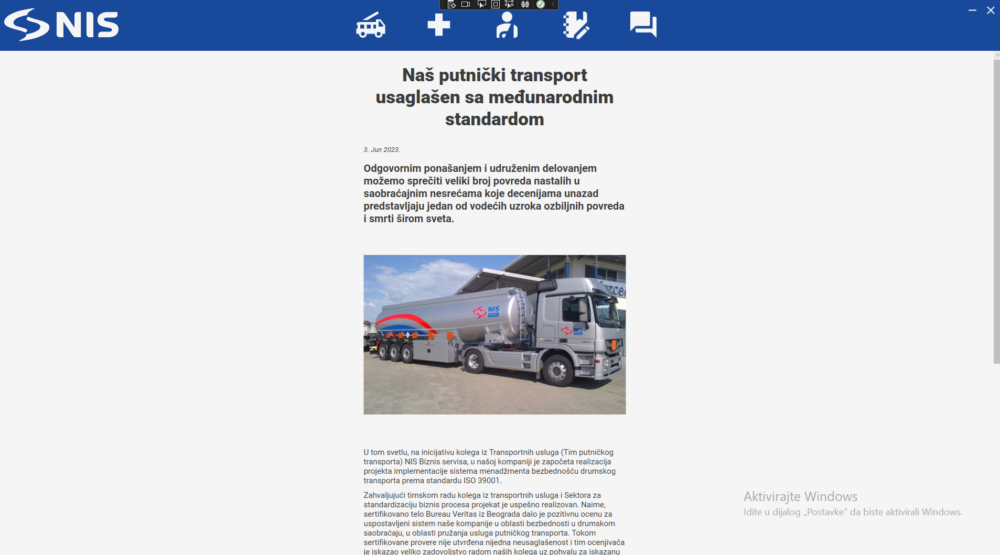 NIS
Naš putnički transport
usaglašen sa međunarodnim
standardom
3. Jun 2023.
Odgovornim ponašanjem i udruženim delovanjem
možemo sprečiti veliki broj povreda nastalih u
saobraćajnim nesrećama koje decenijama unazad
predstavljaju jedan od vodećih uzroka ozbiljnih povreda
i smrti širom sveta.
NIS
PETROL
NIS
U tom svetlu, na inicijativu kolega iz Transportnih usluga (Tim putničkog
transporta) NIS Biznis servisa, u našoj kompaniji je započeta realizacija
projekta implementacije sistema menadžmenta bezbednošću drumskog
transporta prema standardu ISO 39001.
Zahvaljujući timskom radu kolega iz transportnih usluga i Sektora za
standardizaciju biznis procesa projekat je uspešno realizovan. Naime,
sertifikovano telo Bureau Veritas iz Beograda dalo je pozitivnu ocenu za
uspostavljeni sistem naše kompanije u oblasti bezbednosti u drumskom
saobraćaju, u oblasti pružanja usluga putničkog transporta. Tokom
sertifikovane provere nije utvrđena nijedna neusaglašenost i tim ocenjivača
je iskazao veliko zadovoljstvo radom naših kolega uz pohvalu za iskazanu
Aktivirajte Windows
Idite u dijalog „Postavke“ da biste aktivirali Windows.